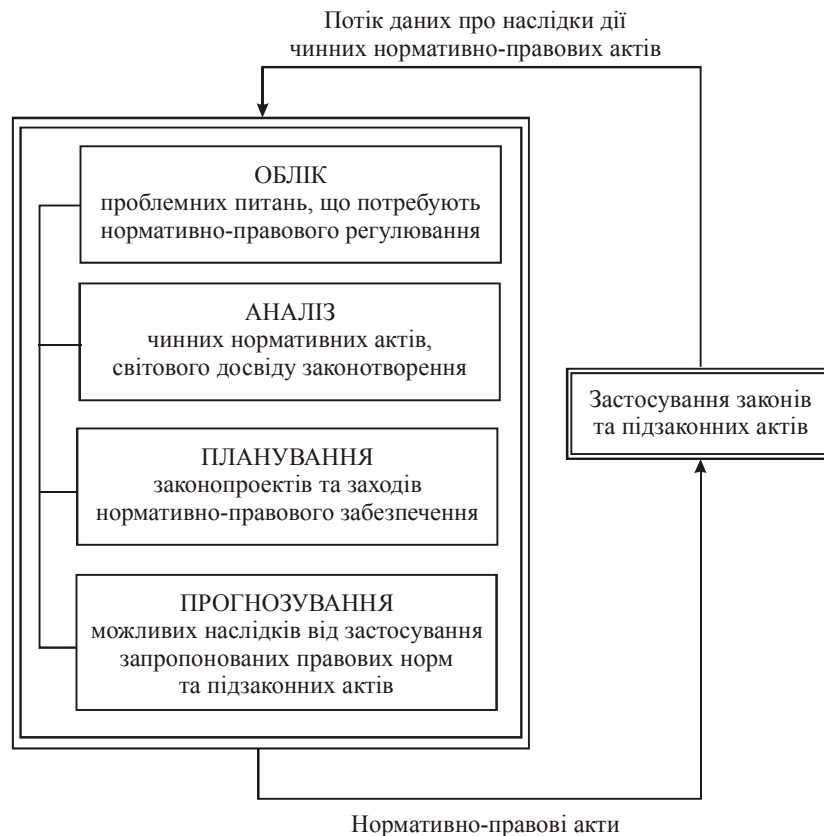 Потік даних про наслідки дії
чинних нормативно-правових актів
ОБЛІК
проблемних питань, що потребують
нормативно-правового регулювання
АНАЛІЗ
чинних нормативних актів,
світового досвіду законотворення
ПЛАНУВАННЯ
законопроектів та заходів
нормативно-правового забезпечення
ПРОГНОЗУВАННЯ
можливих наслідків від застосування
запропонованих правових норм
та підзаконних актів
Застосування законів
та підзаконних актів
Нормативно-правові акти